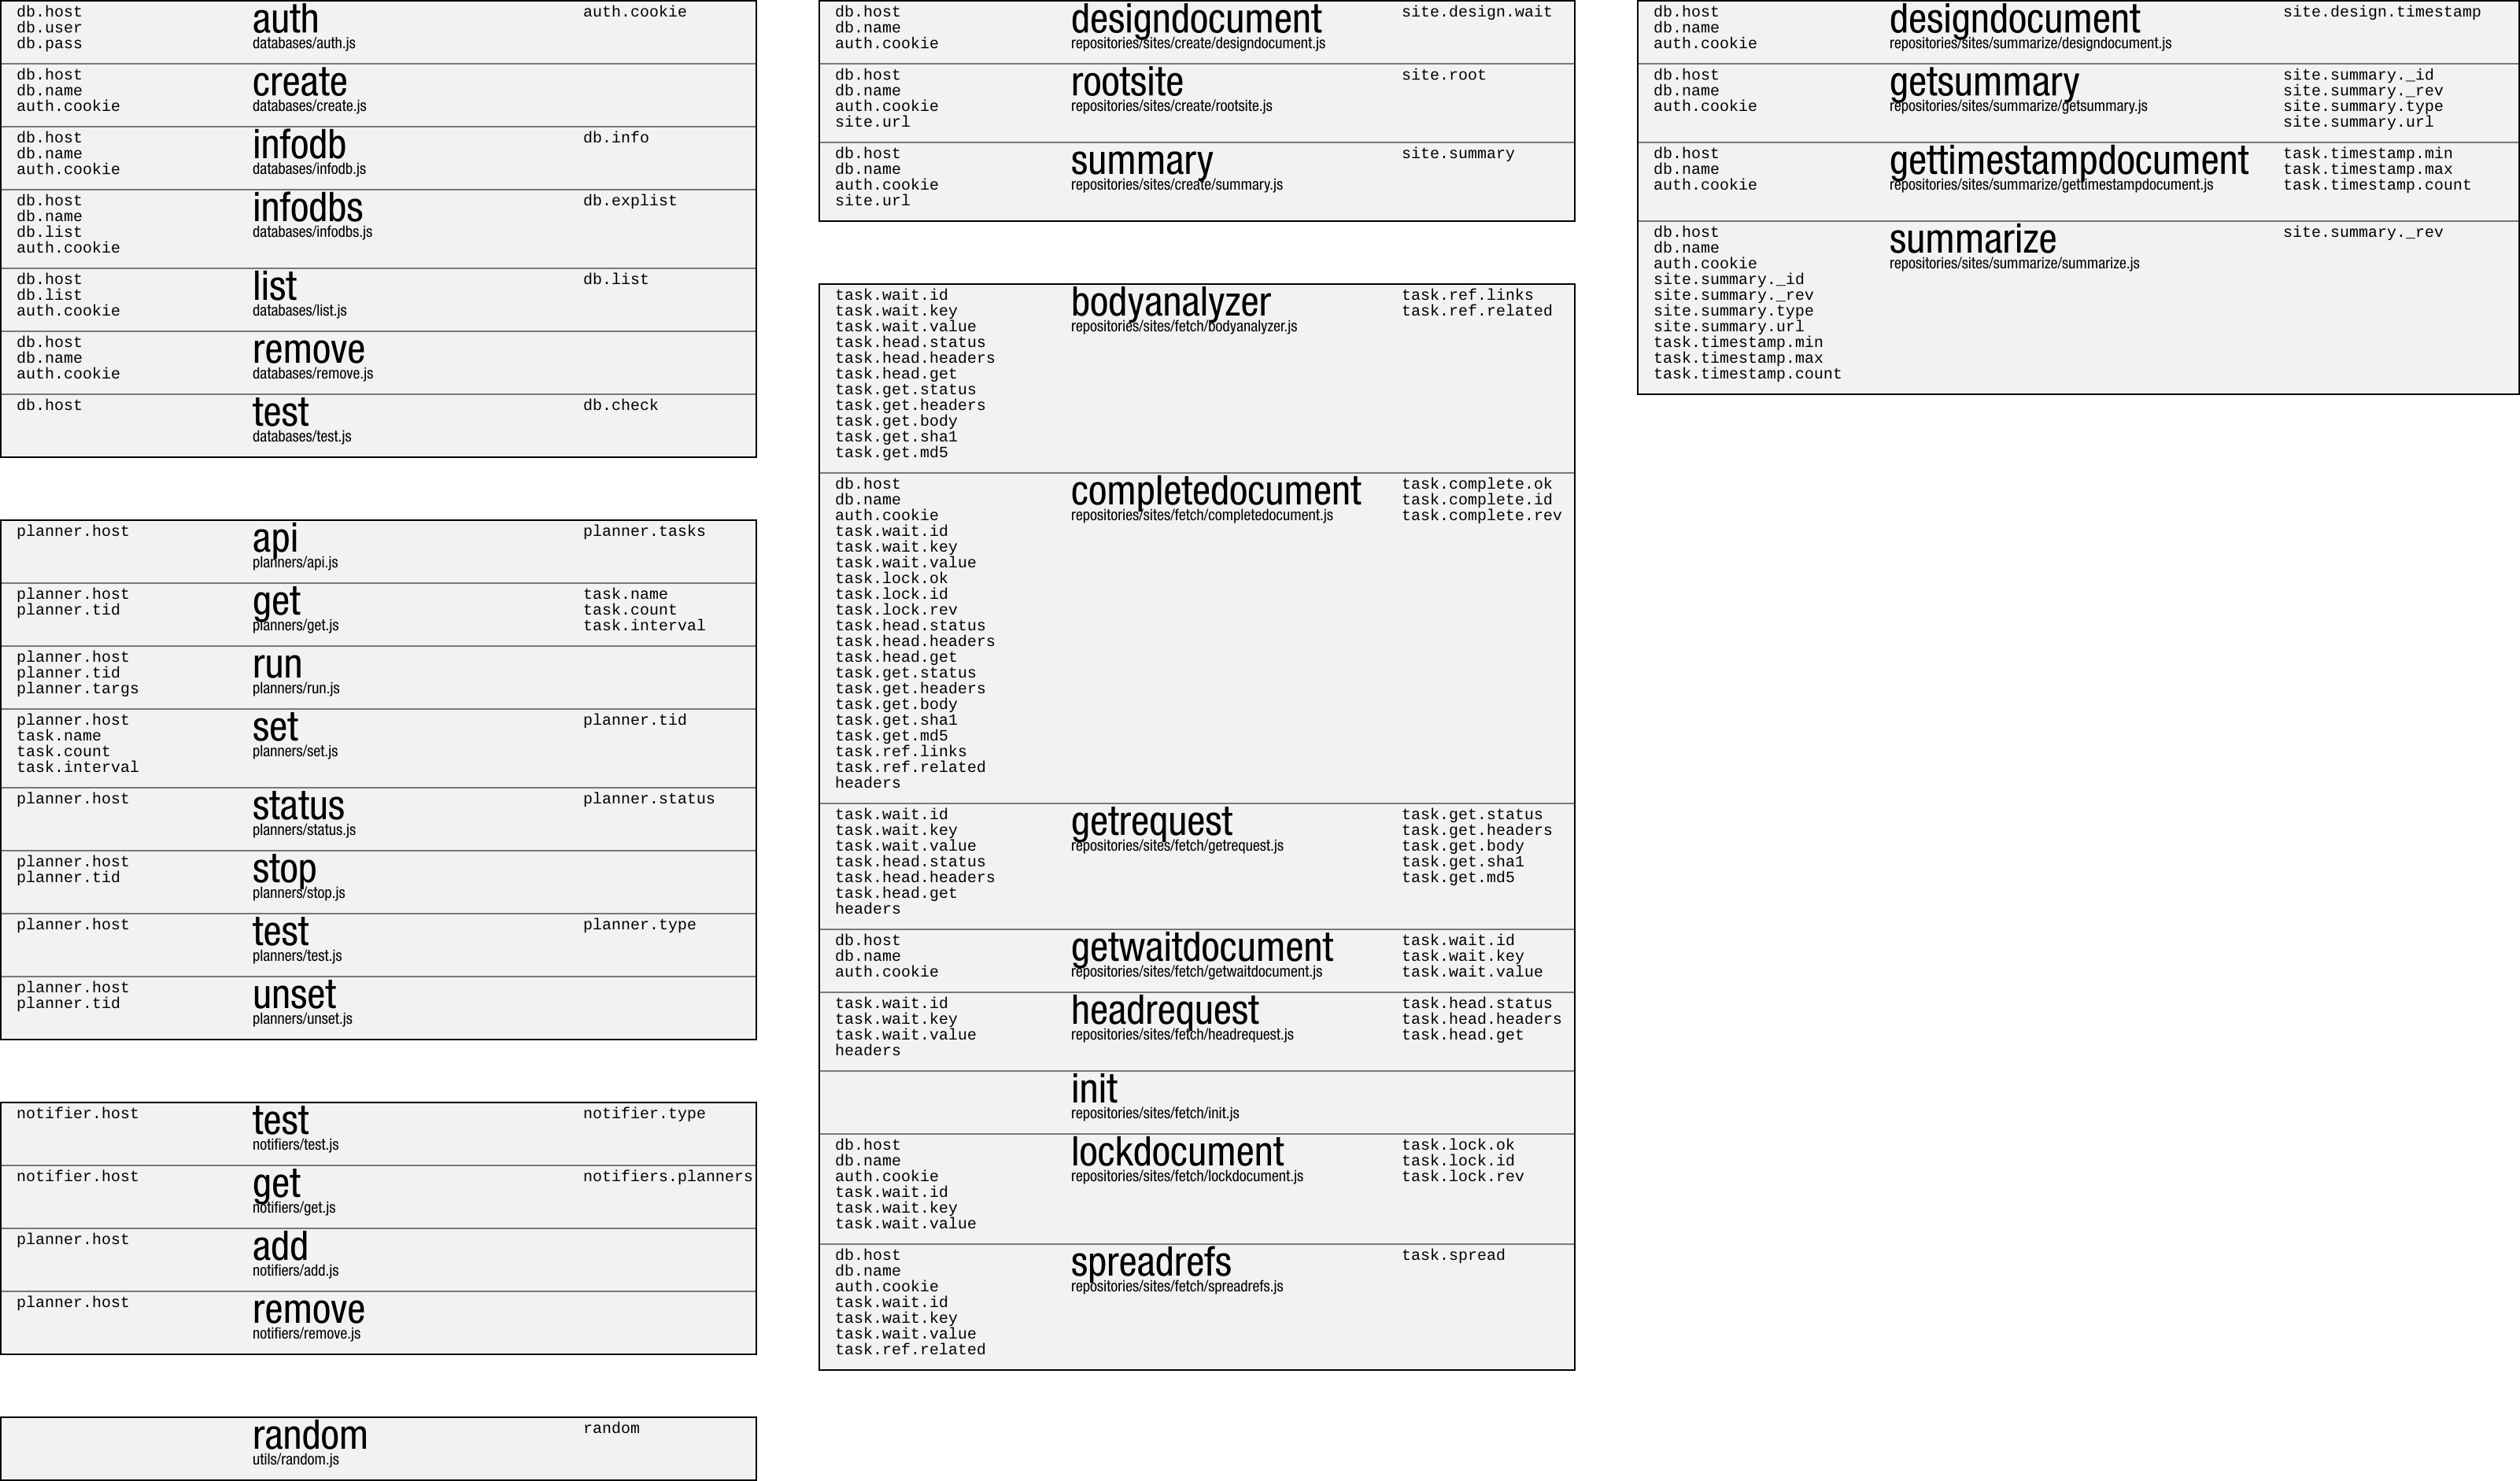 db.host
db.user
db.pass
auth
databases/auth.js
auth.cookie
db.host
db.name
auth.cookie
create
databases/create.js
db.host
db.name
auth.cookie
infodb
databases/infodb.js
db.info
db.host
db.name
db.list
auth.cookie
infodbs
databases/infodbs.js
db.explist
db.host
db.list
auth.cookie
list
databases/list.js
db.list
db.host
db.name
auth.cookie
remove
databases/remove.js
db.host
test
databases/test.js
db.check
planner.host
api
planners/api.js
planner.tasks
planner.host
planner.tid
get
planners/get.js
task.name
task.count
task.interval
planner.host
planner.tid
planner.targs
run
planners/run.js
planner.host
task.name
task.count
task.interval
set
planners/set.js
planner.tid
planner.host
status
planners/status.js
planner.status
planner.host
planner.tid
stop
planners/stop.js
planner.host
test
planners/test.js
planner.type
planner.host
planner.tid
unset
planners/unset.js
notifier.host
test
notifiers/test.js
notifier.type
notifier.host
get
notifiers/get.js
notifiers.planners
planner.host
add
notifiers/add.js
planner.host
remove
notifiers/remove.js
random
utils/random.js
random
db.host
db.name
auth.cookie
designdocument
repositories/sites/create/designdocument.js
site.design.wait
db.host
db.name
auth.cookie
site.url
rootsite
repositories/sites/create/rootsite.js
site.root
db.host
db.name
auth.cookie
site.url
summary
repositories/sites/create/summary.js
site.summary
task.wait.id
task.wait.key
task.wait.value
task.head.status
task.head.headers
task.head.get
task.get.status
task.get.headers
task.get.body
task.get.sha1
task.get.md5
bodyanalyzer
repositories/sites/fetch/bodyanalyzer.js
task.ref.links
task.ref.related
db.host
db.name
auth.cookie
task.wait.id
task.wait.key
task.wait.value
task.lock.ok
task.lock.id
task.lock.rev
task.head.status
task.head.headers
task.head.get
task.get.status
task.get.headers
task.get.body
task.get.sha1
task.get.md5
task.ref.links
task.ref.related
headers
completedocument
repositories/sites/fetch/completedocument.js
task.complete.ok
task.complete.id
task.complete.rev
task.wait.id
task.wait.key
task.wait.value
task.head.status
task.head.headers
task.head.get
headers
getrequest
repositories/sites/fetch/getrequest.js
task.get.status
task.get.headers
task.get.body
task.get.sha1
task.get.md5
db.host
db.name
auth.cookie
getwaitdocument
repositories/sites/fetch/getwaitdocument.js
task.wait.id
task.wait.key
task.wait.value
task.wait.id
task.wait.key
task.wait.value
headers
headrequest
repositories/sites/fetch/headrequest.js
task.head.status
task.head.headers
task.head.get
init
repositories/sites/fetch/init.js
db.host
db.name
auth.cookie
task.wait.id
task.wait.key
task.wait.value
lockdocument
repositories/sites/fetch/lockdocument.js
task.lock.ok
task.lock.id
task.lock.rev
db.host
db.name
auth.cookie
task.wait.id
task.wait.key
task.wait.value
task.ref.related
spreadrefs
repositories/sites/fetch/spreadrefs.js
task.spread
db.host
db.name
auth.cookie
designdocument
repositories/sites/summarize/designdocument.js
site.design.timestamp
db.host
db.name
auth.cookie
getsummary
repositories/sites/summarize/getsummary.js
site.summary._id
site.summary._rev
site.summary.type
site.summary.url
db.host
db.name
auth.cookie
gettimestampdocument
repositories/sites/summarize/gettimestampdocument.js
task.timestamp.min
task.timestamp.max
task.timestamp.count
db.host
db.name
auth.cookie
site.summary._id
site.summary._rev
site.summary.type
site.summary.url
task.timestamp.min
task.timestamp.max
task.timestamp.count
summarize
repositories/sites/summarize/summarize.js
site.summary._rev